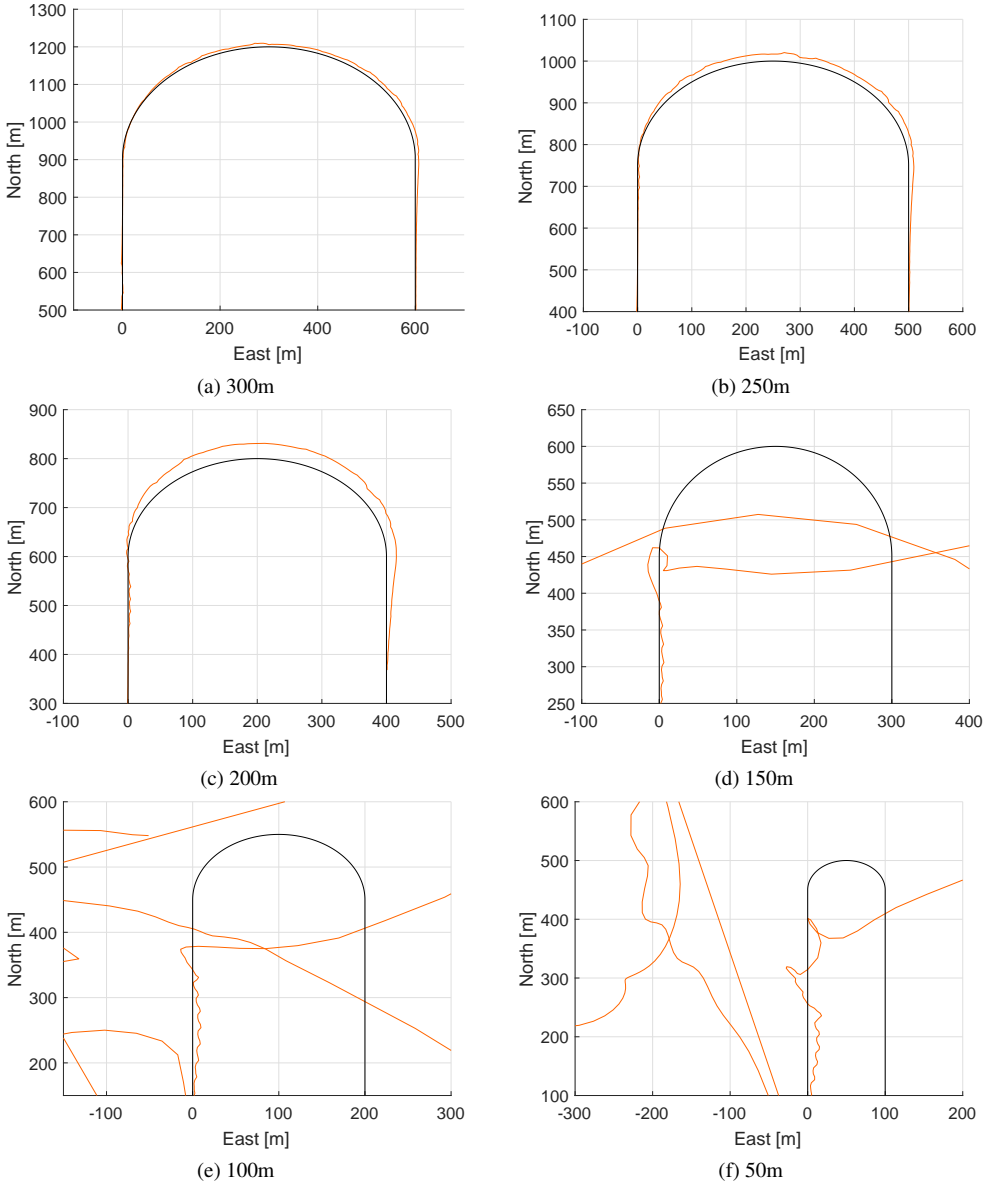 1300
1200
1100
1000
900
800
700
600
500
0 200 400 600
North [m]
East [m]
(a) 300m
1100
1000
900
800
700
600
500
400
-100 0 100 200 300 400 500 600
North [m]
East [m]
(b) 250m
900
800
700
600
500
400
300
-100 0 100 200 300 400 500
North [m]
East [m]
(c) 200m
650
600
550
500
450
400
350
300
250
-100 0 100 200 300 400
North [m]
East [m]
(d) 150m
600
500
400
300
200
-100 0 100 200 300
North [m]
East [m]
(e) 100m
600
500
400
300
200
100
-300 -200 -100 0 100 200
North [m]
East [m]
(f) 50m